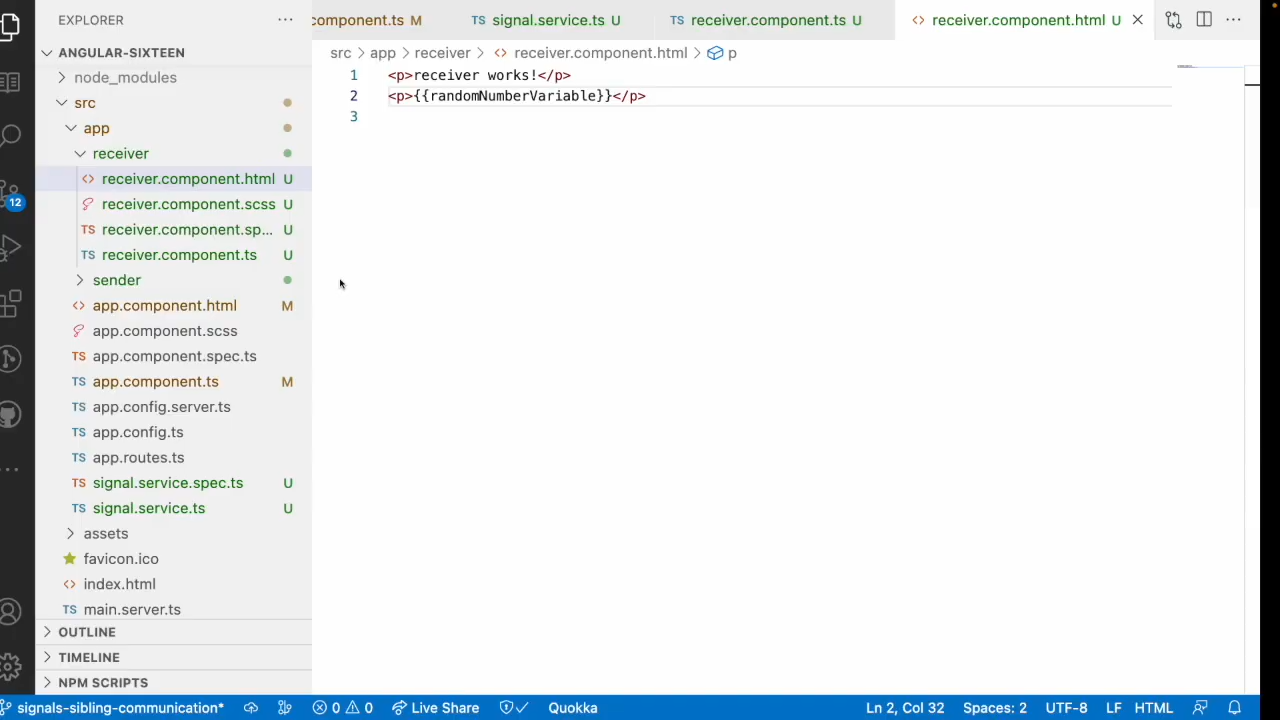 EXPLORER
ANGULAR-SIXTEEN
node_modules
src
app
receiver
receiver.component.html U
receiver.component.scss U
receiver.component.sp... U
receiver.component.ts U
sender
app.component.html M
app.component.scss
app.component.spec.ts
app.component.ts M
app.config.server.ts
app.config.ts
app.routes.ts
signal.service.spec.ts U
signal.service.ts U
assets
favicon.ico
index.html
main.server.ts
OUTLINE
TIMELINE
NPM SCRIPTS
12
component.ts M
signal.service.ts U
receiver.component.ts U
receiver.component.html U
src > app > receiver > receiver.component.html > p
1 <p>receiver works!</p>
2 <p>{{randomNumberVariable}}</p>
3
signals-sibling-communication* 0 0 Live Share Quokka Ln 2, Col 32 Spaces: 2 UTF-8 LF HTML